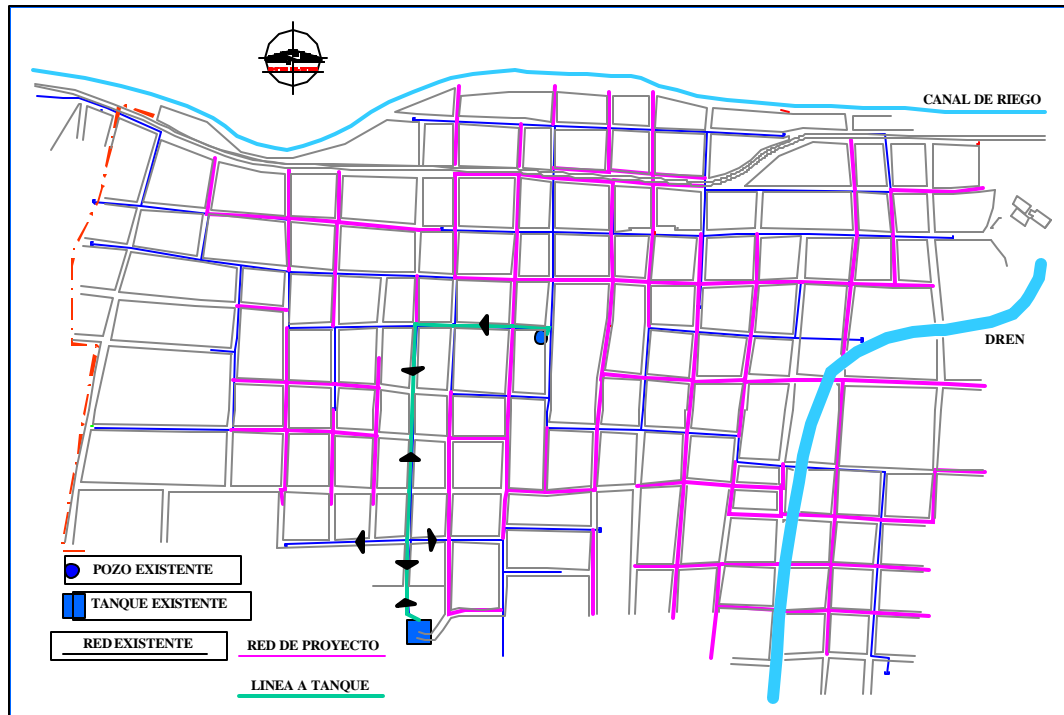 CANAL DE RIEGO
DREN
POZO EXISTENTE
TANQUE EXISTENTE
RED EXISTENTE
RED DE PROYECTO
LINEA A TANQUE